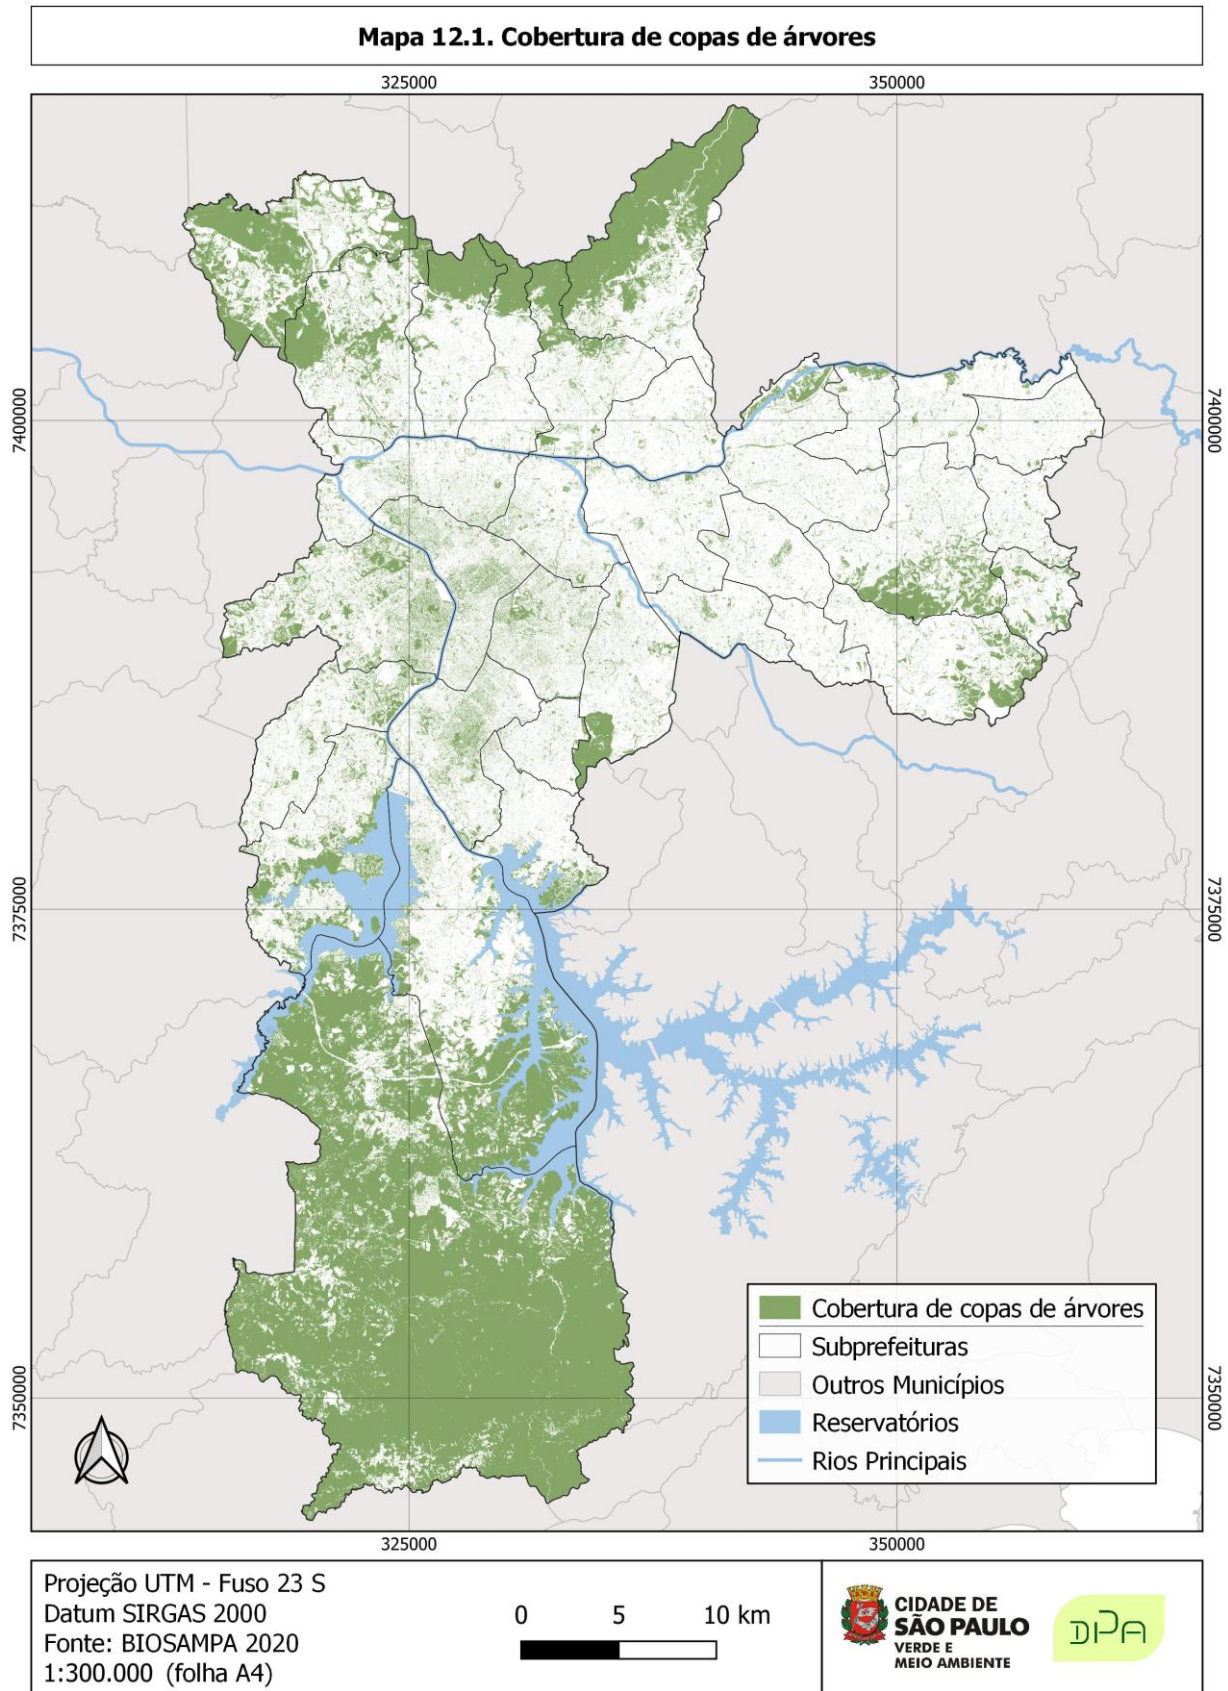 Mapa 12.1. Cobertura de copas de árvores
325000
350000
7400000
7400000
7375000
7375000
7350000
7350000
Cobertura de copas de árvores
Subprefeituras
Outros Municípios
Reservatórios
Rios Principais
325000
350000
Projeção UTM - Fuso 23 S
Datum SIRGAS 2000
Fonte: BIOSAMPA 2020
1:300.000 (folha A4)
0 5 10 km
CIDADE DE
SÃO PAULO
VERDE E
MEIO AMBIENTE
DPA